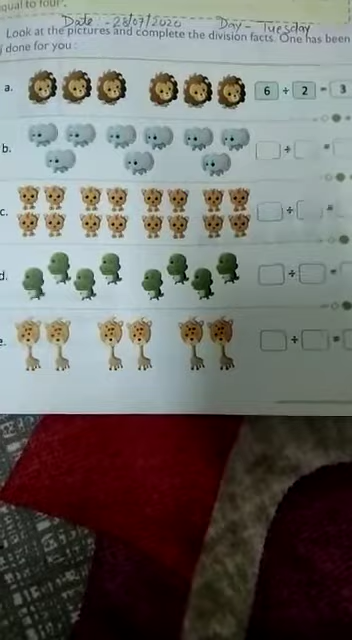 qual to four".
Date :- 28/07/2020 Day - Tuesday
Look at the pictures and complete the division facts. One has been
done for you :
a. 6 ÷ 2 = 3
b. ÷ =
c. ÷ =
d. ÷ =
÷ =